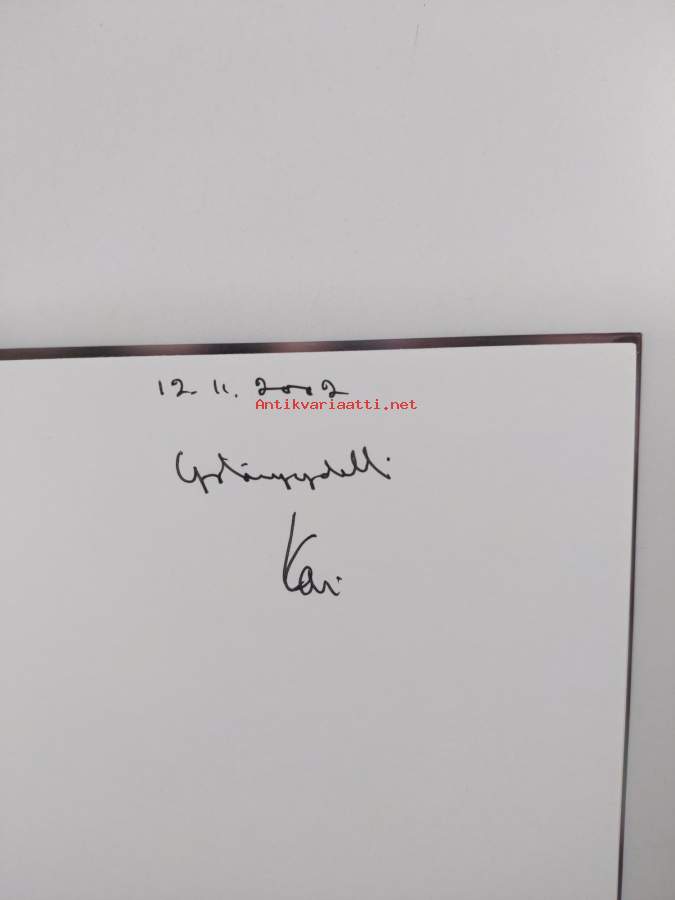 12. 11. 2002
Antikvariaatti.net
Ystävyydellä
Kari